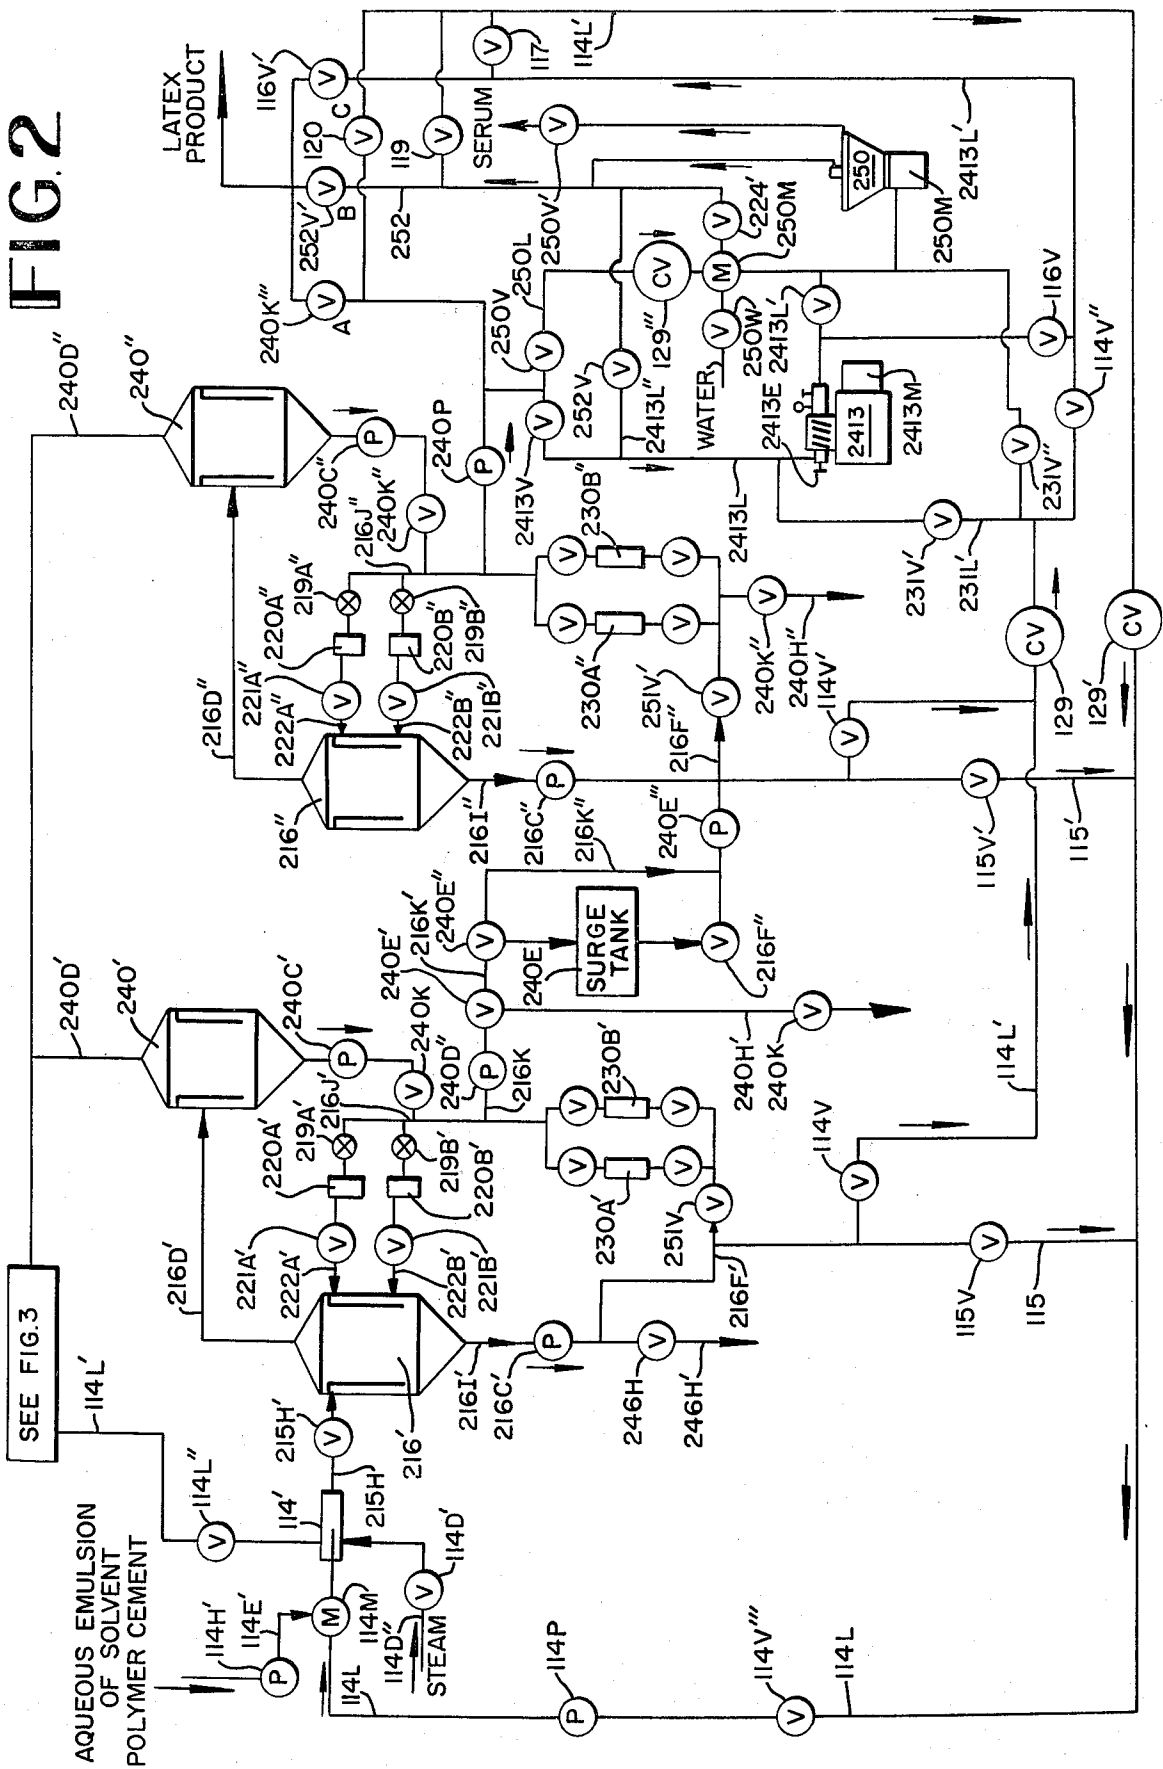 FIG. 2
SEE FIG. 3
240D'
240D"
114L'
AQUEOUS EMULSION
OF SOLVENT
POLYMER CEMENT
114H'
114E'
P
114L"
V
114'
M
114M'
114L
114D"
STEAM
V
114D'
215H
215H'
V
216'
216D'
240'
240C'
P
221A'
222A'
V
220A'
219A'
216J'
240K
V
V
222B'
221B'
220B'
219B'
216I'
216C'
P
246H
V
246H'
240D"
P
216K
240E'
V
216K'
240E"
V
240E
SURGE
TANK
V
216F"
216K"
240E'''
P
240H'
240K
V
230A'
230B'
V
V
V
V
251V
V
216F'
114V
V
114L'
115V
V
115
114P
P
114V'''
V
114L
216"
216D"
240"
240C"
P
221A"
222A"
V
220A"
219A"
216J"
240K"
V
V
222B"
221B"
220B"
219B"
216I"
216C"
P
216F"
251V'
V
230A"
230B"
V
V
V
V
240K"
V
240H"
114V'
V
115V'
V
115'
129
CV
129'
CV
240P
P
2413V
V
250V
V
250L
252V
V
2413L"
129'''
CV
M
250M
224'
V
250W
V
WATER
2413L'
V
2413E
2413
2413M
2413L
231V'
V
231L'
231V"
V
116V
V
114V"
V
2413L'
250
250M
250V'
V
SERUM
LATEX
PRODUCT
240K'''
V
A
252V'
V
B
116V'
V
C
120
V
119
V
252
117
V
114L'